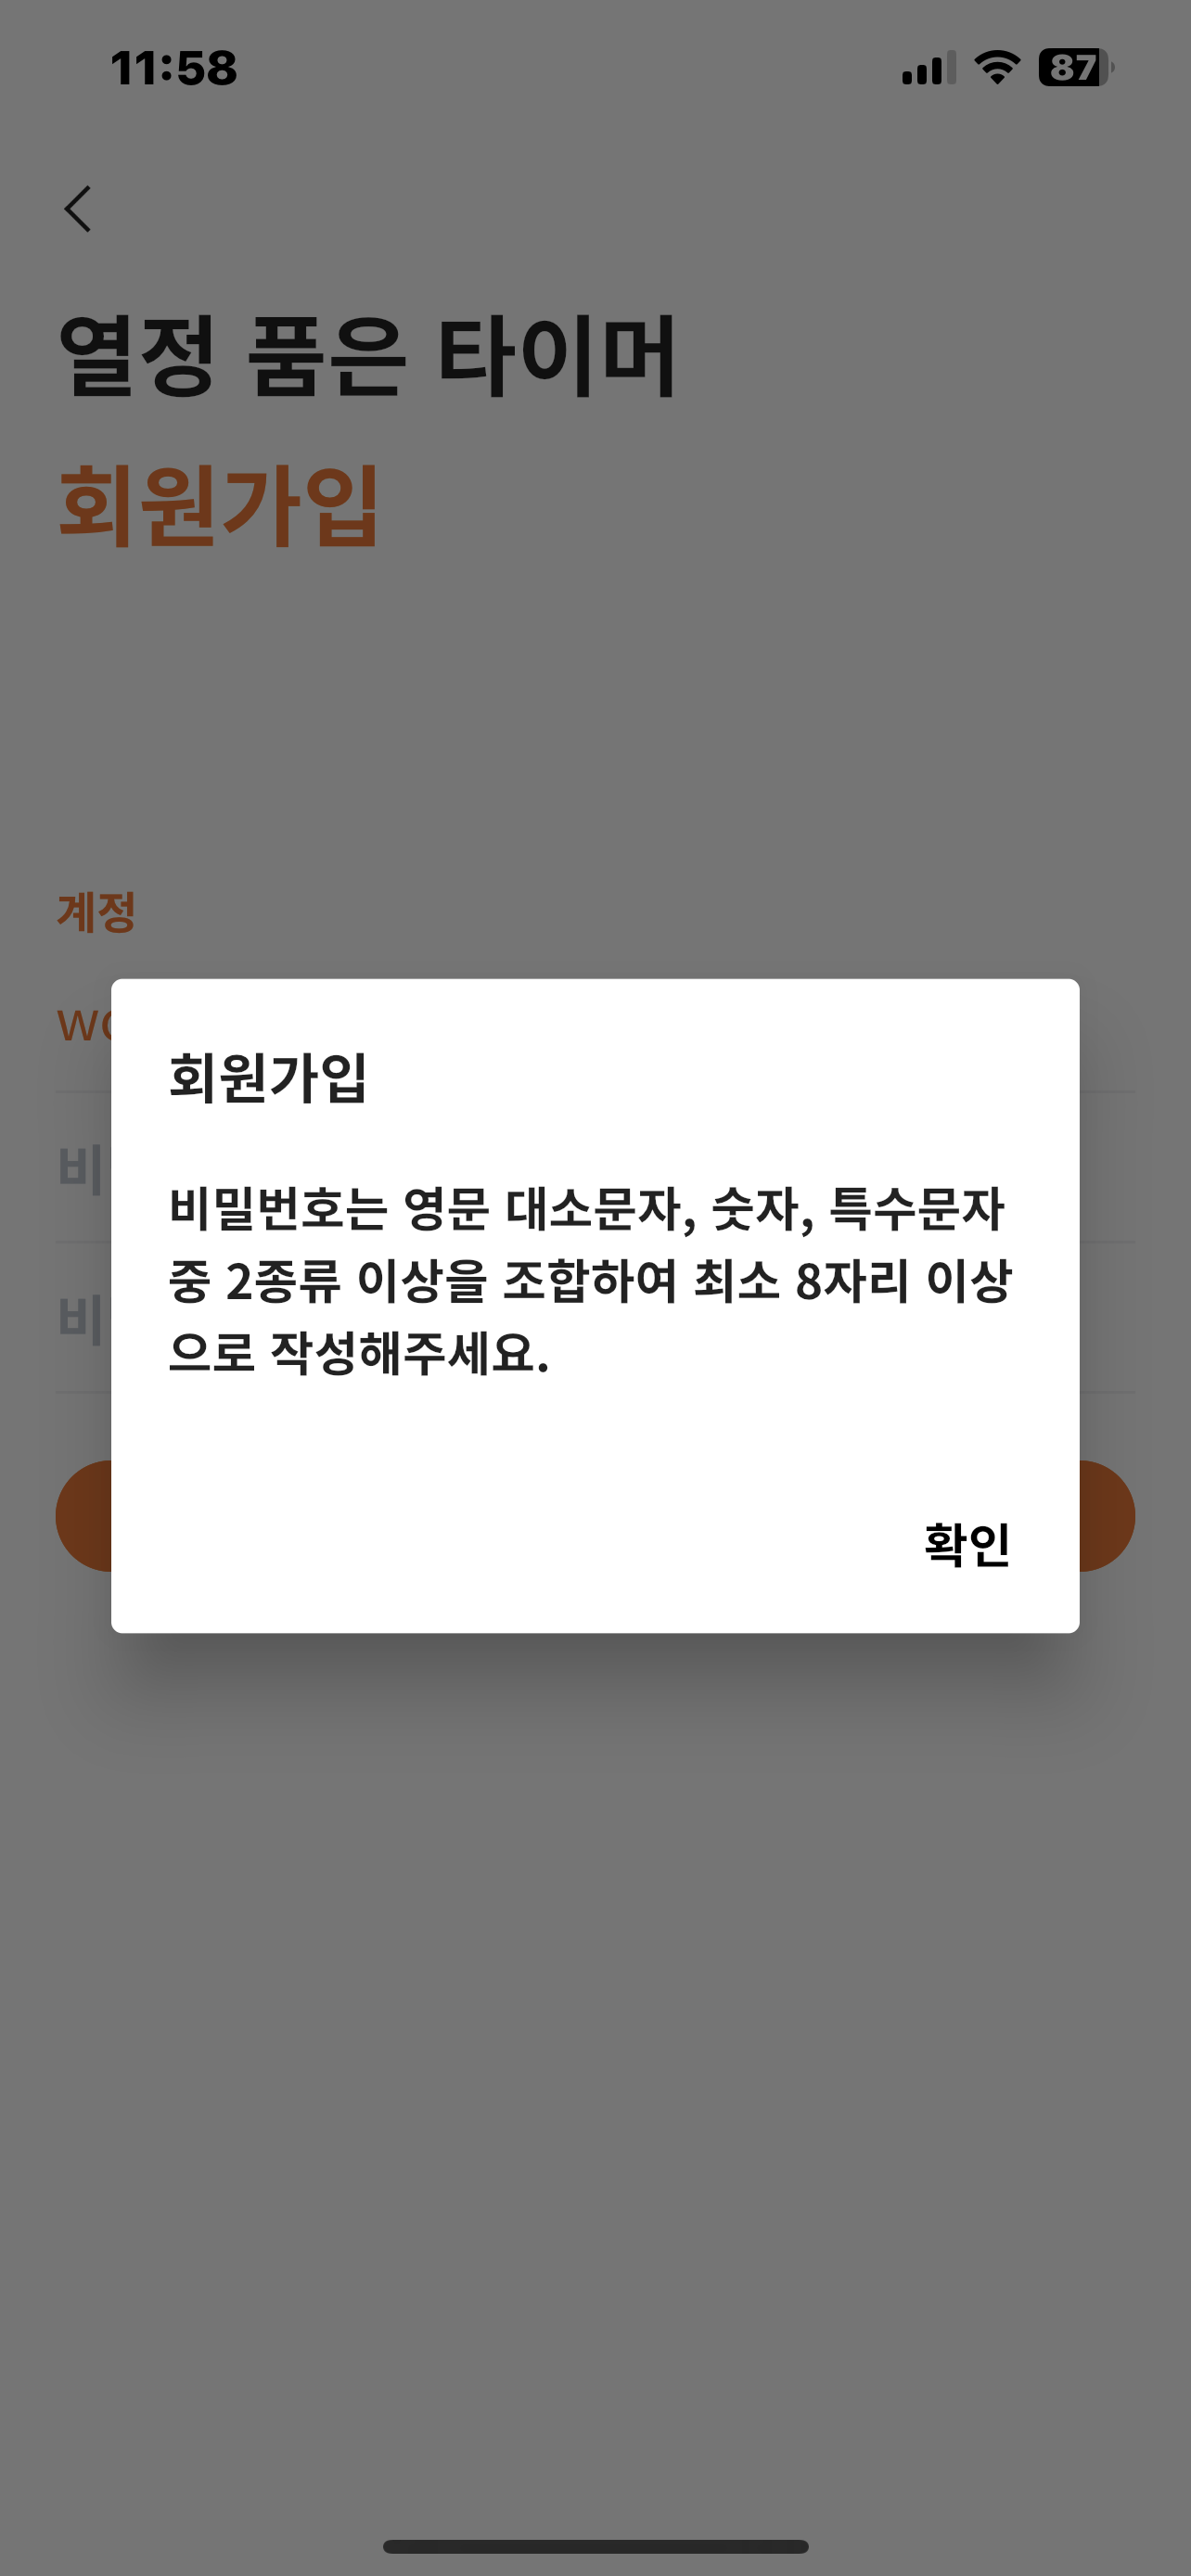 11:58
87
열정 품은 타이머
회원가입
계정
회원가입
비밀번호는 영문 대소문자, 숫자, 특수문자
중 2종류 이상을 조합하여 최소 8자리 이상
으로 작성해주세요.
확인